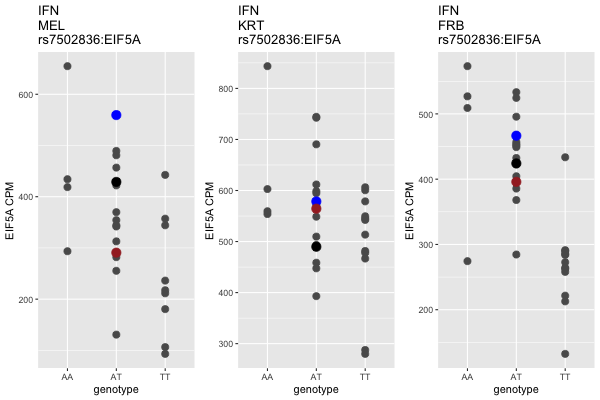 IFN
MEL
rs7502836:EIF5A
600
400
200
EIF5A CPM
AA
AT
TT
genotype
IFN
KRT
rs7502836:EIF5A
800
700
600
500
400
300
EIF5A CPM
AA
AT
TT
genotype
IFN
FRB
rs7502836:EIF5A
500
400
300
200
EIF5A CPM
AA
AT
TT
genotype